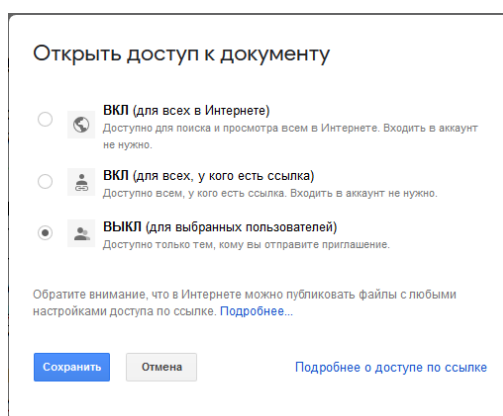 Открыть доступ к документу
ВКЛ (для всех в Интернете)
Доступно для поиска и просмотра всем в Интернете. Входить в аккаунт
не нужно.
ВКЛ (для всех, у кого есть ссылка)
Доступно всем, у кого есть ссылка. Входить в аккаунт не нужно.
ВЫКЛ (для выбранных пользователей)
Доступно только тем, кому вы отправите приглашение.
Обратите внимание, что в Интернете можно публиковать файлы с любыми
настройками доступа по ссылке. Подробнее...
Сохранить Отмена Подробнее о доступе по ссылке